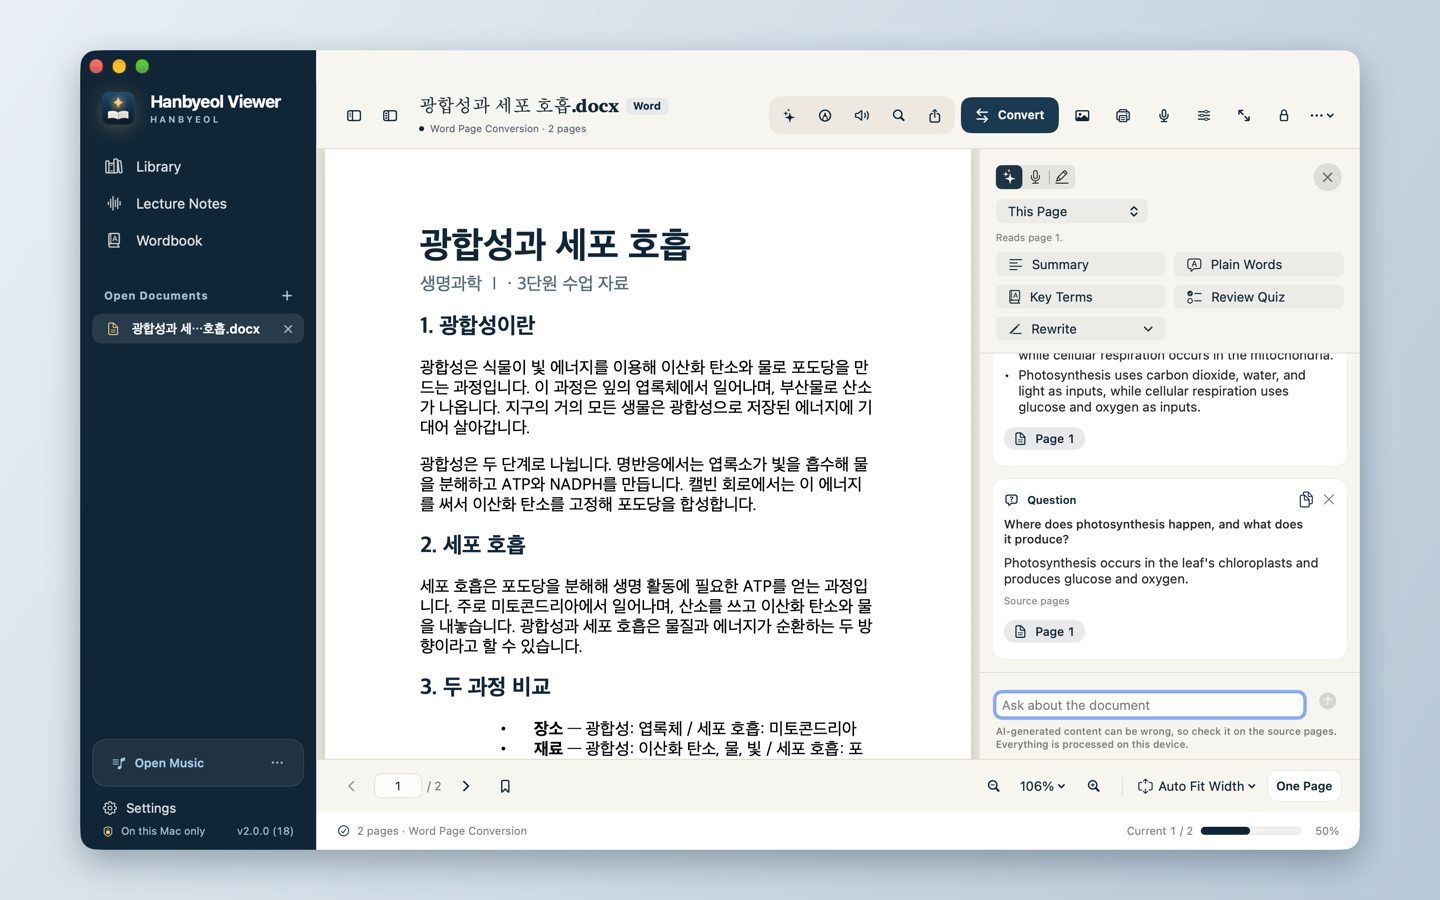 Hanbyeol Viewer
HANBYEOL
Library
Lecture Notes
Wordbook
Open Documents
광합성과 세…호흡.docx
Open Music
Settings
On this Mac only
v2.0.0 (18)
광합성과 세포 호흡.docx
Word
Word Page Conversion · 2 pages
Convert
광합성과 세포 호흡
생명과학 Ⅰ · 3단원 수업 자료
1. 광합성이란
광합성은 식물이 빛 에너지를 이용해 이산화 탄소와 물로 포도당을 만
드는 과정입니다. 이 과정은 잎의 엽록체에서 일어나며, 부산물로 산소
가 나옵니다. 지구의 거의 모든 생물은 광합성으로 저장된 에너지에 기
대어 살아갑니다.
광합성은 두 단계로 나뉩니다. 명반응에서는 엽록소가 빛을 흡수해 물
을 분해하고 ATP와 NADPH를 만듭니다. 캘빈 회로에서는 이 에너지
를 써서 이산화 탄소를 고정해 포도당을 합성합니다.
2. 세포 호흡
세포 호흡은 포도당을 분해해 생명 활동에 필요한 ATP를 얻는 과정입
니다. 주로 미토콘드리아에서 일어나며, 산소를 쓰고 이산화 탄소와 물
을 내놓습니다. 광합성과 세포 호흡은 물질과 에너지가 순환하는 두 방
향이라고 할 수 있습니다.
3. 두 과정 비교
• 장소 — 광합성: 엽록체 / 세포 호흡: 미토콘드리아
• 재료 — 광합성: 이산화 탄소, 물, 빛 / 세포 호흡: 포
This Page
Reads page 1.
Summary
Plain Words
Key Terms
Review Quiz
Rewrite
while cellular respiration occurs in the mitochondria.
• Photosynthesis uses carbon dioxide, water, and
light as inputs, while cellular respiration uses
glucose and oxygen as inputs.
Page 1
Question
Where does photosynthesis happen, and what does
it produce?
Photosynthesis occurs in the leaf's chloroplasts and
produces glucose and oxygen.
Source pages
Page 1
Ask about the document
AI-generated content can be wrong, so check it on the source pages.
Everything is processed on this device.
1 / 2
106%
Auto Fit Width
One Page
2 pages · Word Page Conversion
Current 1 / 2
50%